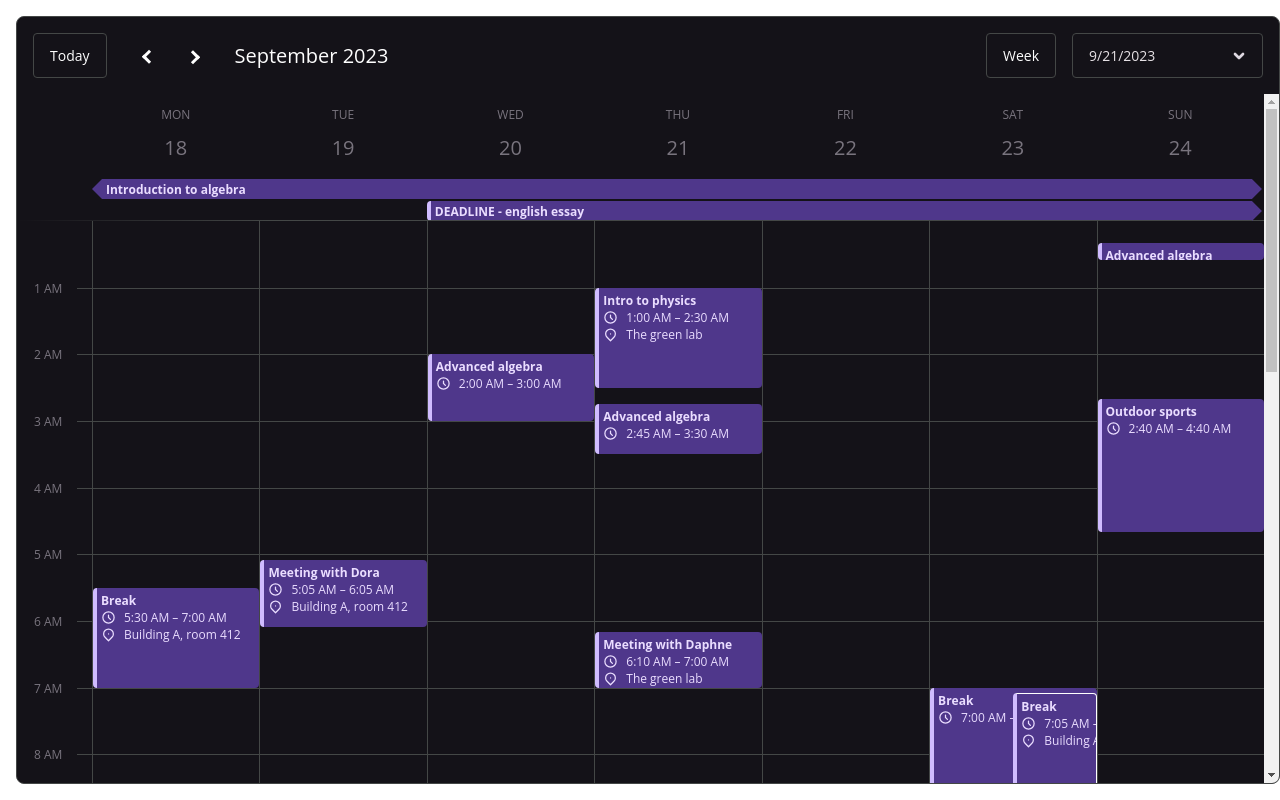 Today
September 2023
Week
9/21/2023
MON
TUE
WED
THU
FRI
SAT
SUN
18
19
20
21
22
23
24
Introduction to algebra
DEADLINE - english essay
1 AM
2 AM
3 AM
4 AM
5 AM
6 AM
7 AM
8 AM
Break
5:30 AM – 7:00 AM
Building A, room 412
Meeting with Dora
5:05 AM – 6:05 AM
Building A, room 412
Advanced algebra
2:00 AM – 3:00 AM
Intro to physics
1:00 AM – 2:30 AM
The green lab
Advanced algebra
2:45 AM – 3:30 AM
Meeting with Daphne
6:10 AM – 7:00 AM
The green lab
Break
7:00 AM –
Break
7:05 AM –
Building A
Advanced algebra
Outdoor sports
2:40 AM – 4:40 AM